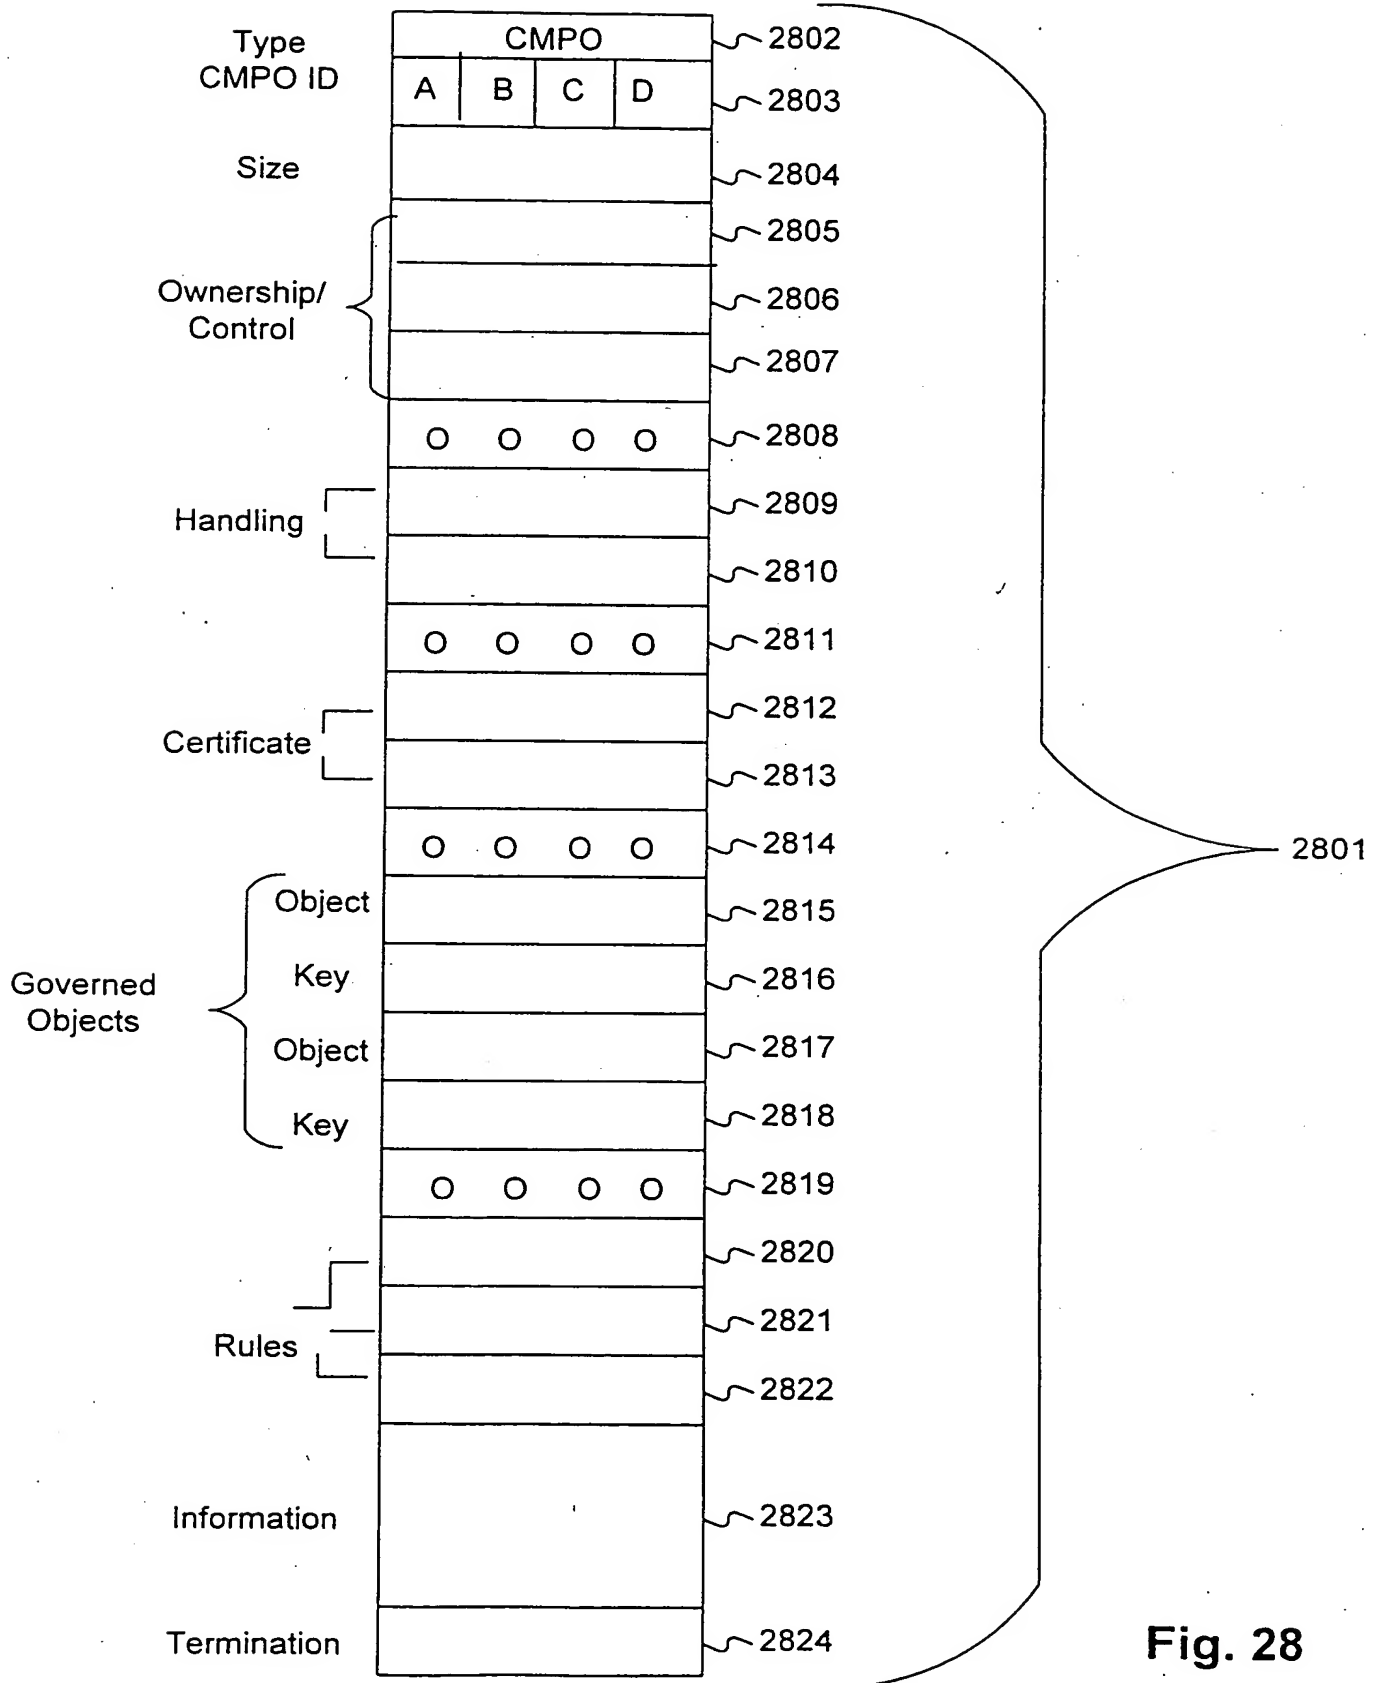 Type CMPO 2802
CMPO ID A B C D 2803
Size 2804
2805
Ownership/
Control
2806
2807
O O O O 2808
Handling 2809
2810
O O O O 2811
Certificate 2812
2813
O O O O 2814
2801
Governed
Objects
Object 2815
Key 2816
Object 2817
Key 2818
O O O O 2819
2820
Rules 2821
2822
Information 2823
Termination 2824
Fig. 28